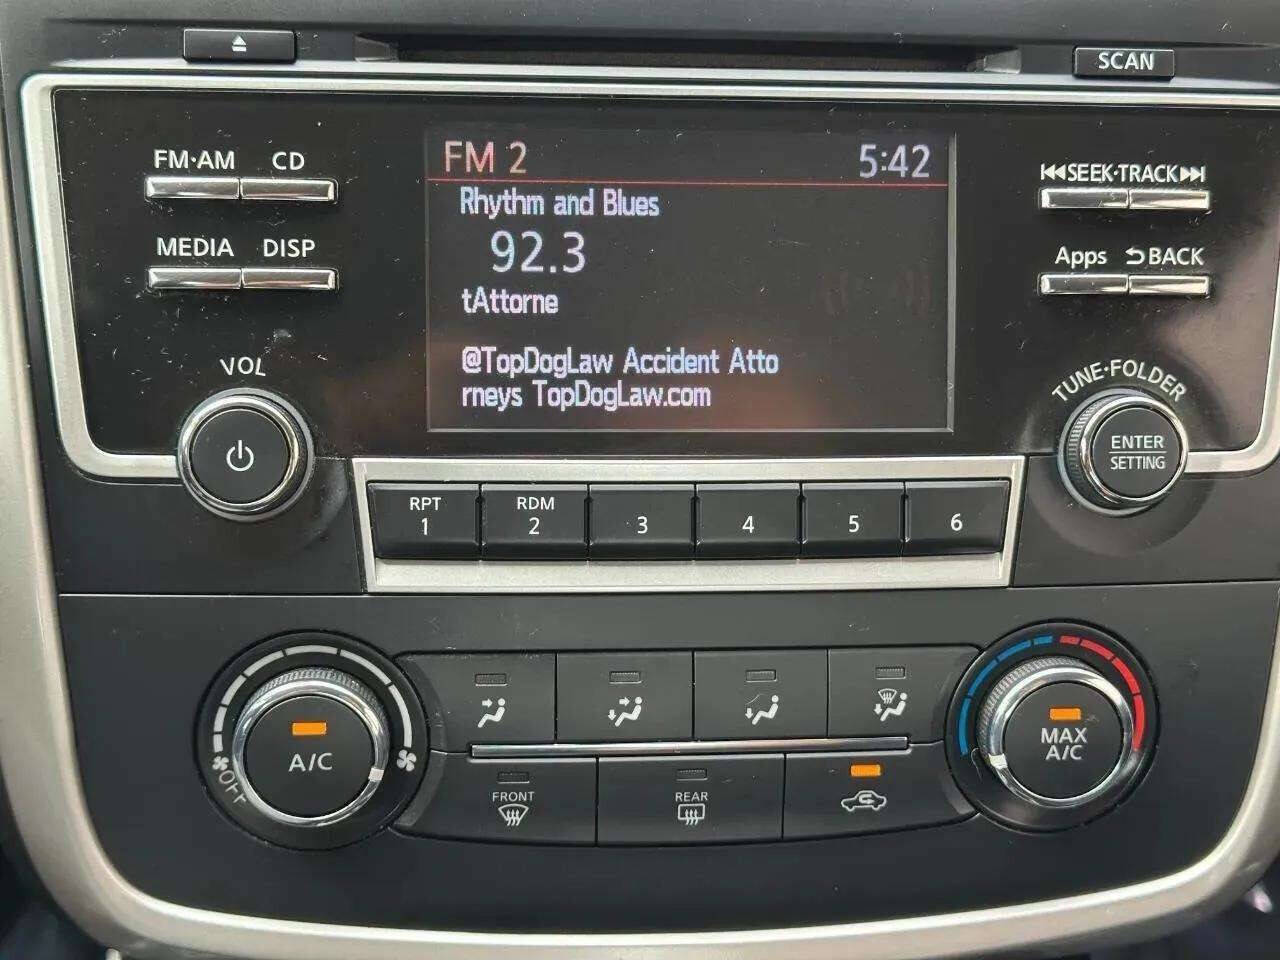 SCAN
FM·AM CD
FM 2 5:42
SEEK·TRACK
Rhythm and Blues
MEDIA DISP
92.3
Apps BACK
tAttorne
VOL
@TopDogLaw Accident Atto
rneys TopDogLaw.com
TUNE·FOLDER
ENTER
SETTING
RPT
1
RDM
2
3
4
5
6
A/C
OFF
MAX
A/C
FRONT
REAR